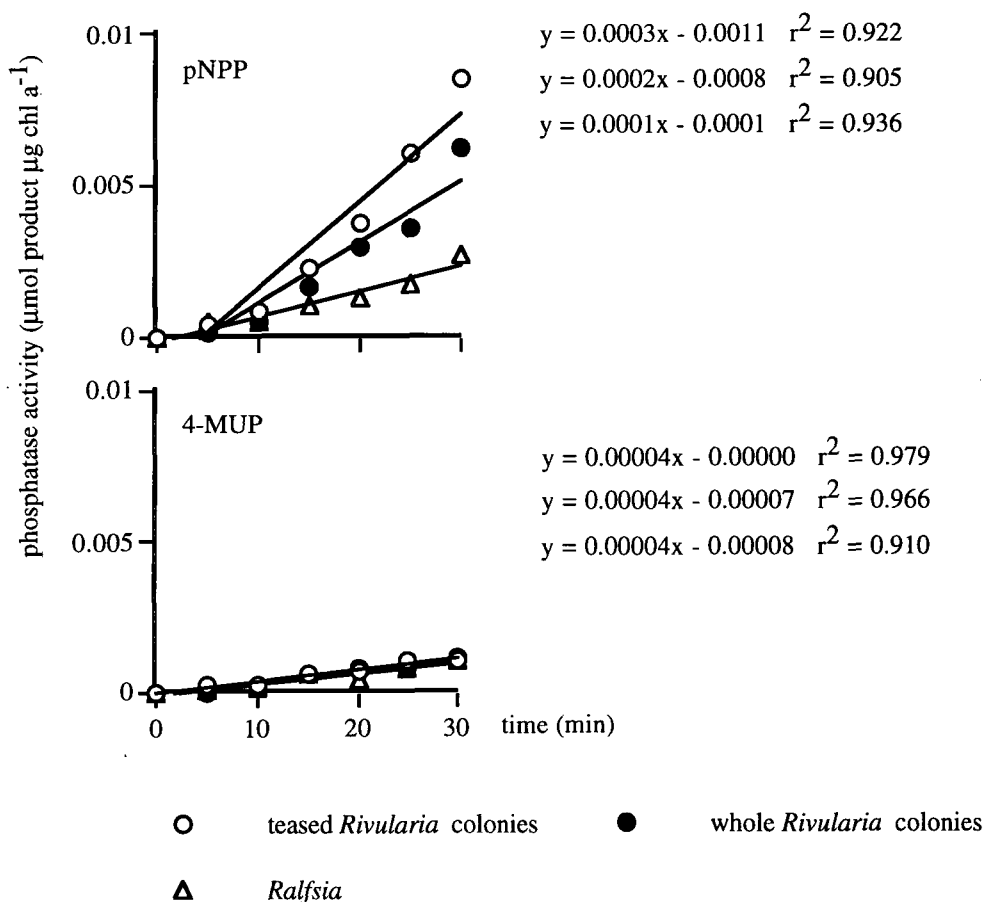 phosphatase activity (μmol product μg chl a⁻¹)
0.01
pNPP
0.005
0
y = 0.0003x - 0.0011 r² = 0.922
y = 0.0002x - 0.0008 r² = 0.905
y = 0.0001x - 0.0001 r² = 0.936
0.01
4-MUP
0.005
0
y = 0.00004x - 0.00000 r² = 0.979
y = 0.00004x - 0.00007 r² = 0.966
y = 0.00004x - 0.00008 r² = 0.910
0 10 20 30 time (min)
teased Rivularia colonies
whole Rivularia colonies
Ralfsia